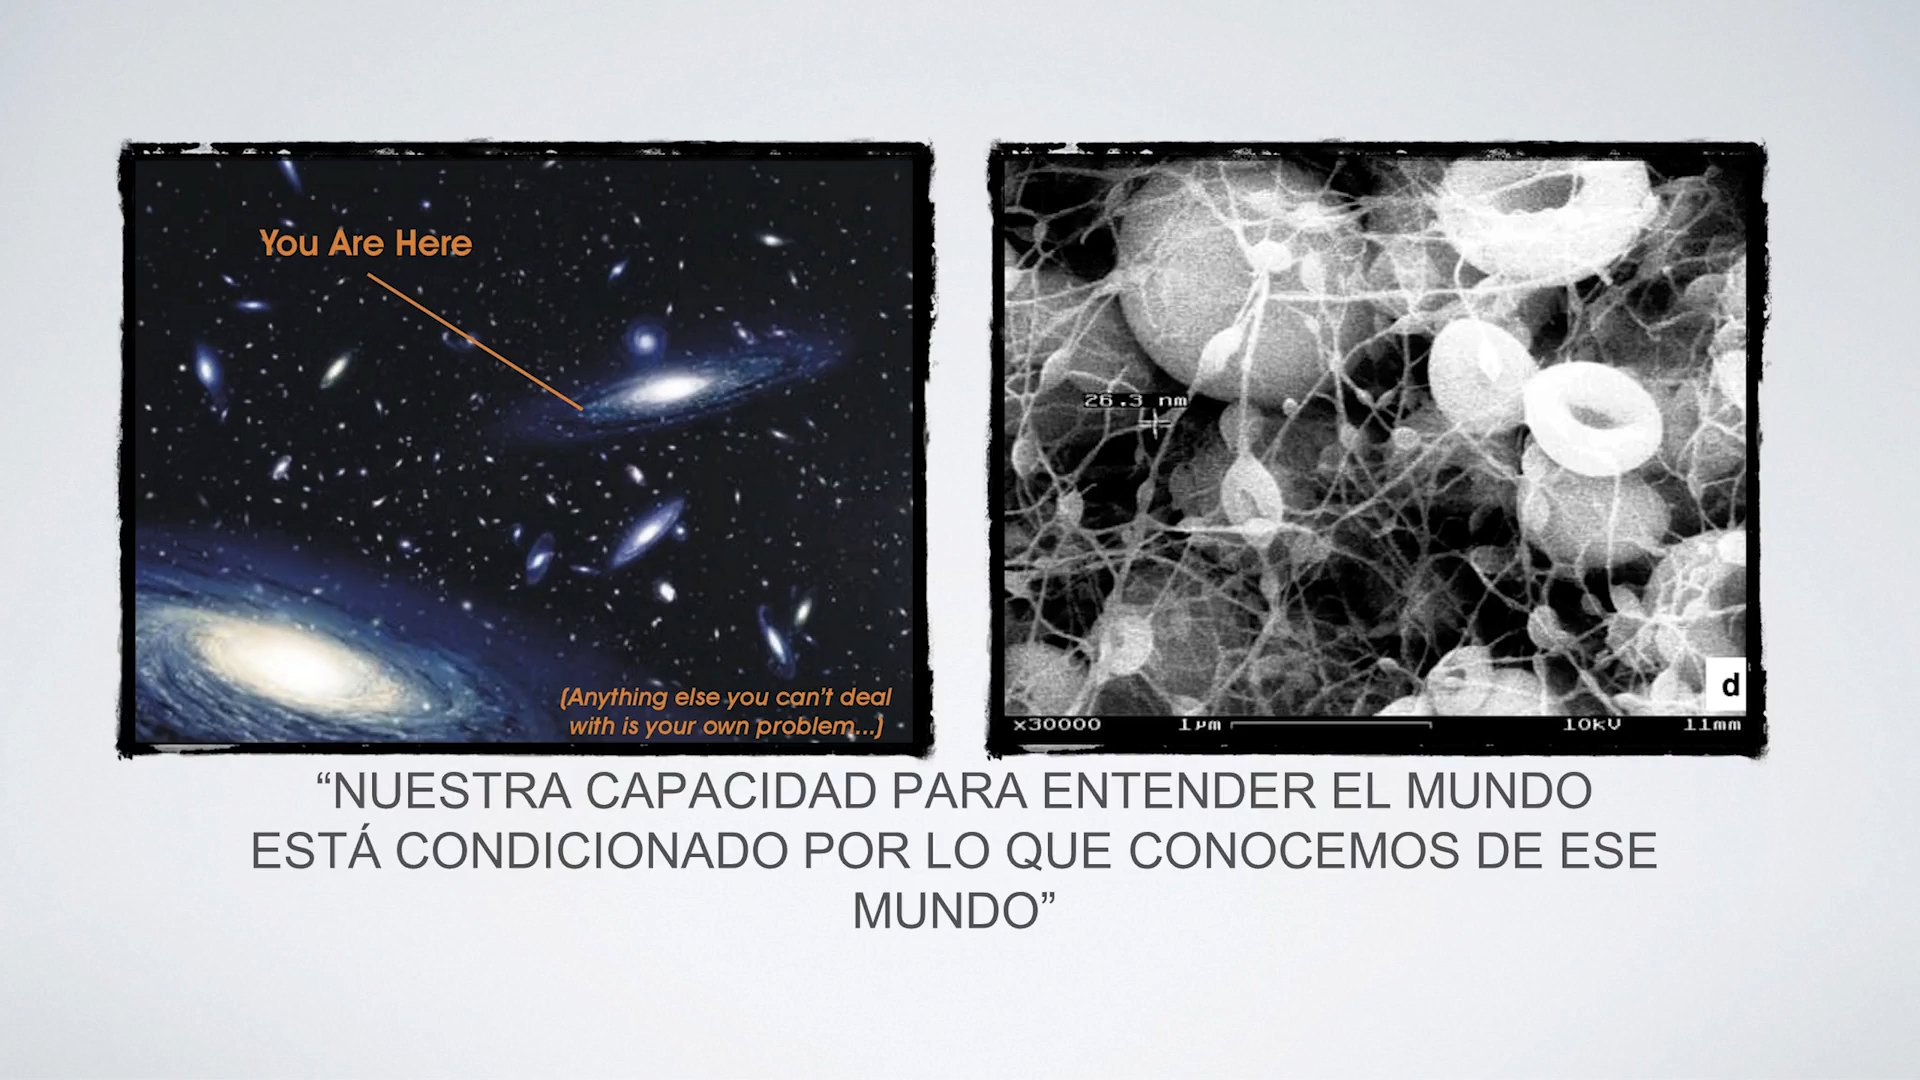 You Are Here
(Anything else you can't deal
with is your own problem...)
26.3 nm
d
x30000 1µm 10kV 11mm
“NUESTRA CAPACIDAD PARA ENTENDER EL MUNDO
ESTÁ CONDICIONADO POR LO QUE CONOCEMOS DE ESE
MUNDO”